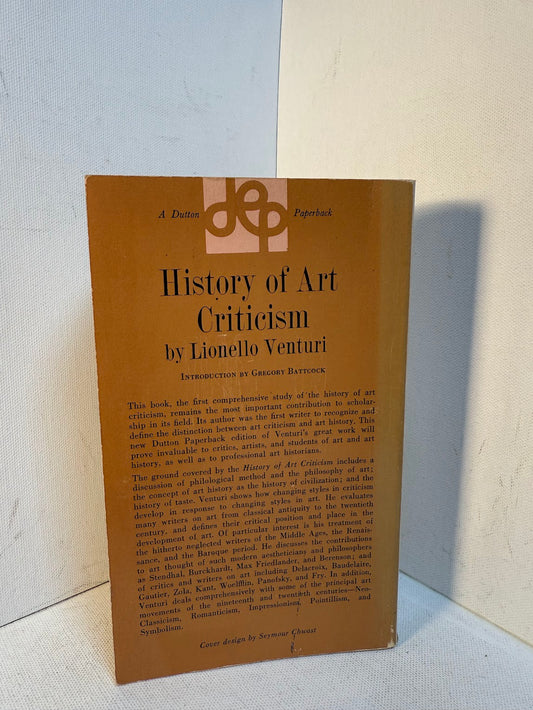 A Dutton dep Paperback
History of Art
Criticism
by Lionello Venturi
INTRODUCTION BY GREGORY BATTCOCK
This book, the first comprehensive study of the history of art
criticism, remains the most important contribution to scholar-
ship in its field. Its author was the first writer to recognize and
define the distinction between art criticism and art history. This
new Dutton Paperback edition of Venturi's great work will
prove invaluable to critics, artists, and students of art and art
history, as well as to professional art historians.
The ground covered by the History of Art Criticism includes a
discussion of philological method and the philosophy of art;
the concept of art history as the history of civilization; and the
history of taste. Venturi shows how changing styles in criticism
develop in response to changing styles in art. He evaluates
many writers on art from classical antiquity to the twentieth
century, and defines their critical position and place in the
development of art. Of particular interest is his treatment of
the hitherto neglected writers of the Middle Ages, the Renais-
sance, and the Baroque period. He discusses the contributions
to art thought of such modern aestheticians and philosophers
as Stendhal, Burckhardt, Max Friedlander, and Berenson; and
of critics and writers on art including Delacroix, Baudelaire,
Gautier, Zola, Kant, Woelfflin, Panofsky, and Fry. In addition,
Venturi deals comprehensively with some of the principal art
movements of the nineteenth and twentieth centuries—Neo-
Classicism, Romanticism, Impressionism, Pointillism, and
Symbolism.
Cover design by Seymour Chwast